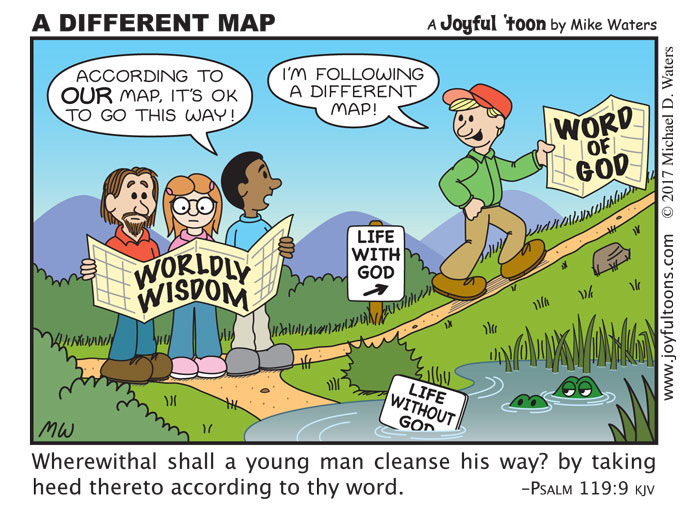 A DIFFERENT MAP
A Joyful 'toon by Mike Waters
ACCORDING TO
OUR MAP, IT'S OK
TO GO THIS WAY!
I'M FOLLOWING
A DIFFERENT
MAP!
WORD
OF
GOD
WORLDLY
WISDOM
LIFE
WITH
GOD
LIFE
WITHOUT
GOD
MW
www.joyfultoons.com © 2017 Michael D. Waters
Wherewithal shall a young man cleanse his way? by taking
heed thereto according to thy word. –PSALM 119:9 KJV